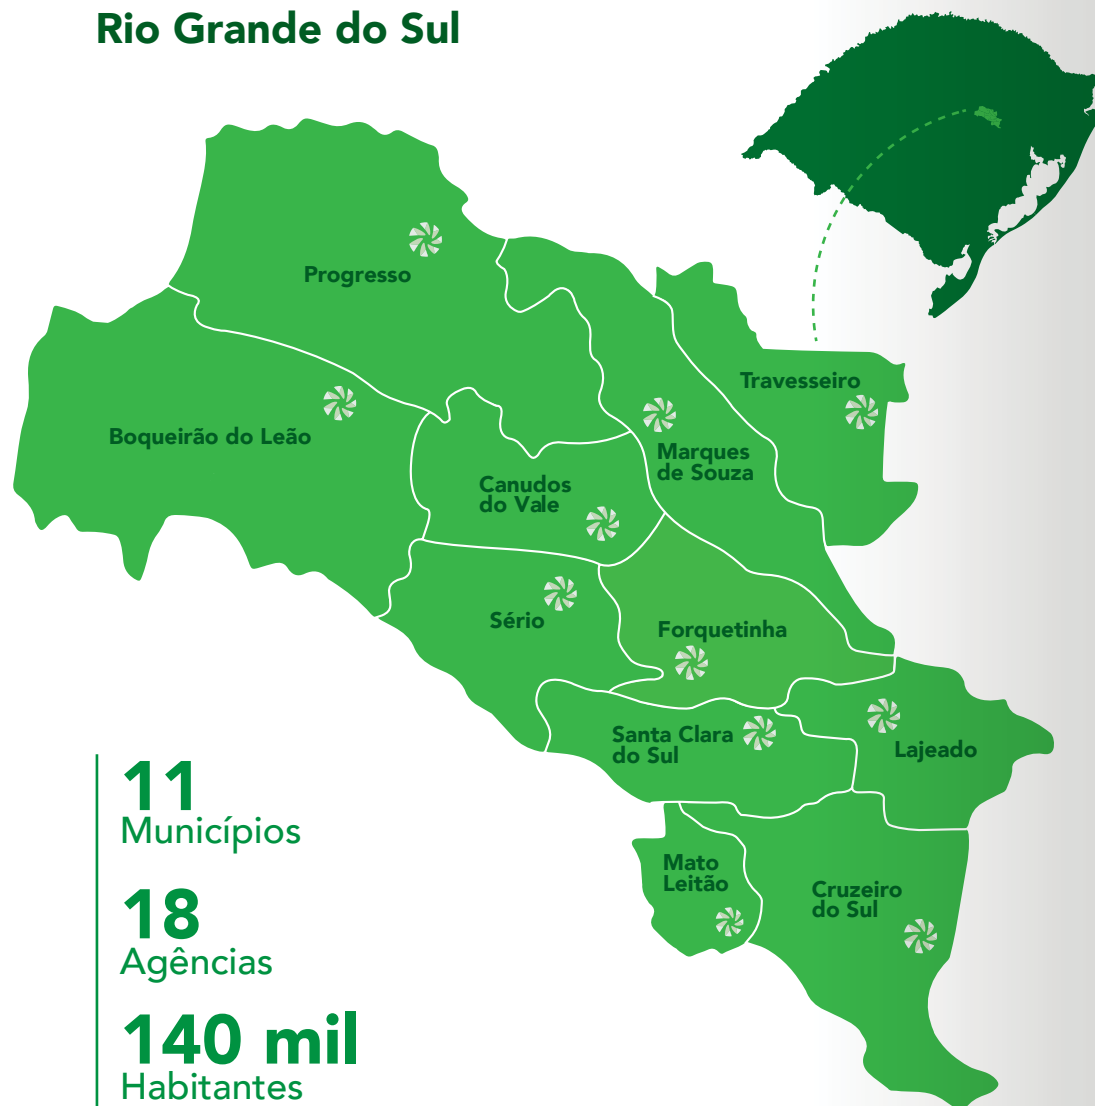 Rio Grande do Sul
Progresso
Travesseiro
Boqueirão do Leão
Marques
de Souza
Canudos
do Vale
Sério
Forquetinha
Santa Clara
do Sul
Lajeado
Mato
Leitão
Cruzeiro
do Sul
11
Municípios
18
Agências
140 mil
Habitantes